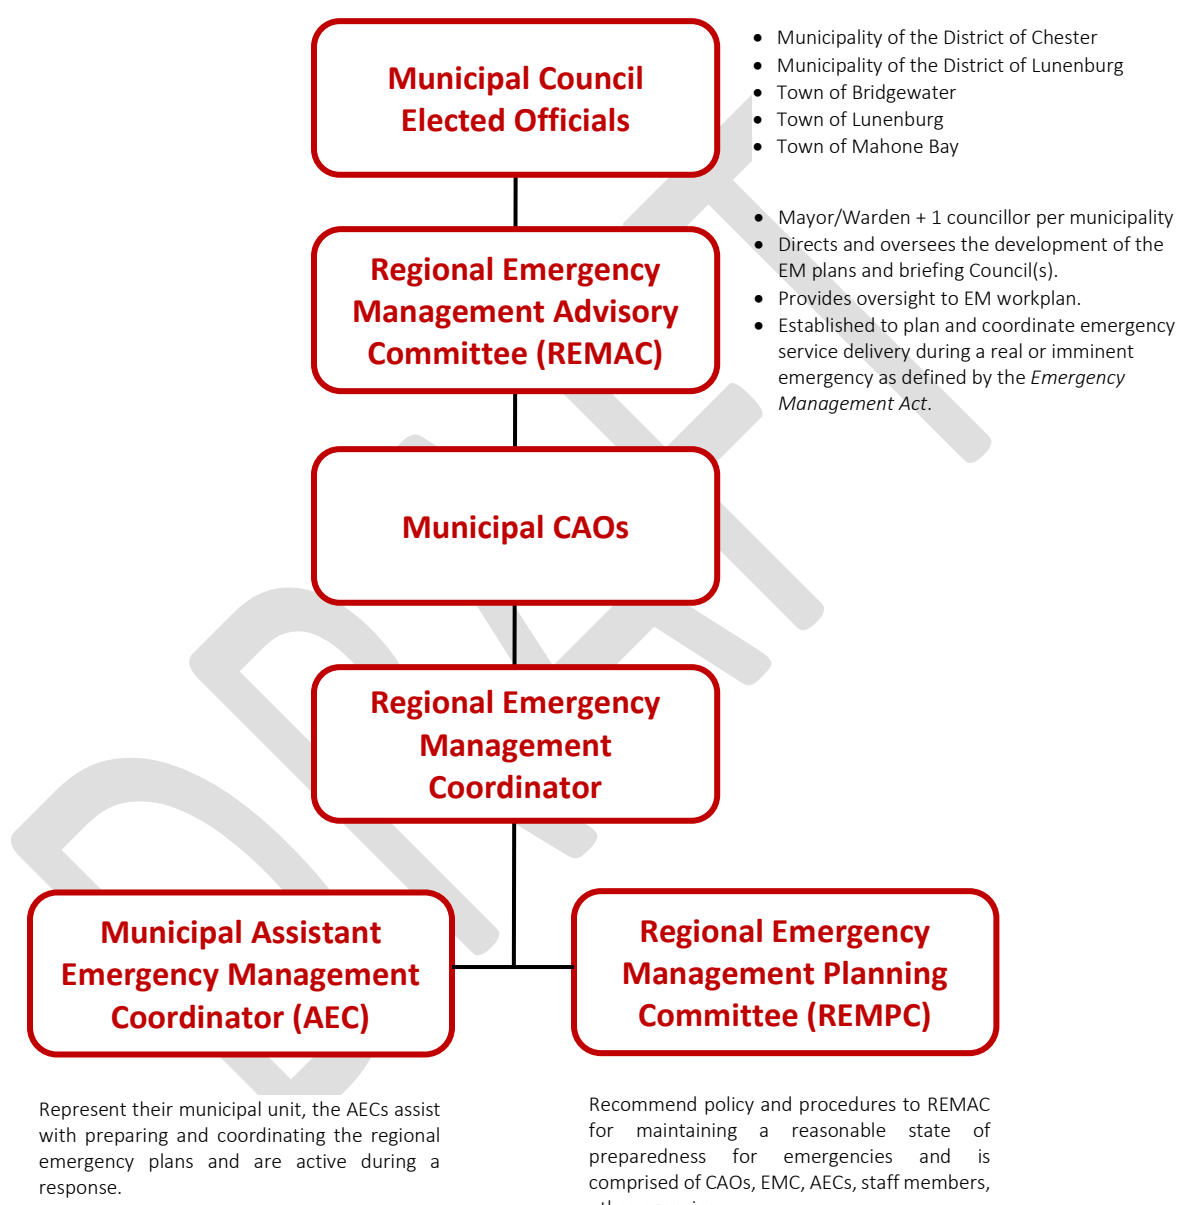 Municipal Council
Elected Officials
• Municipality of the District of Chester
• Municipality of the District of Lunenburg
• Town of Bridgewater
• Town of Lunenburg
• Town of Mahone Bay
Regional Emergency
Management Advisory
Committee (REMAC)
• Mayor/Warden + 1 councillor per municipality
• Directs and oversees the development of the
EM plans and briefing Council(s).
• Provides oversight to EM workplan.
• Established to plan and coordinate emergency
service delivery during a real or imminent
emergency as defined by the Emergency
Management Act.
Municipal CAOs
Regional Emergency
Management
Coordinator
Municipal Assistant
Emergency Management
Coordinator (AEC)
Regional Emergency
Management Planning
Committee (REMPC)
Represent their municipal unit, the AECs assist
with preparing and coordinating the regional
emergency plans and are active during a
response.
Recommend policy and procedures to REMAC
for maintaining a reasonable state of
preparedness for emergencies and is
comprised of CAOs, EMC, AECs, staff members,
DRAFT